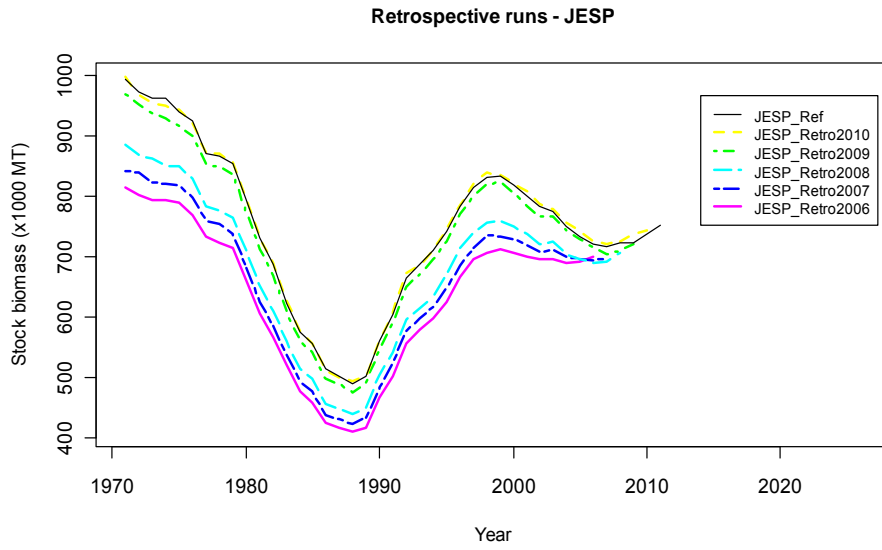 Retrospective runs - JESP
Stock biomass (x1000 MT)
1000
900
800
700
600
500
400
JESP_Ref
JESP_Retro2010
JESP_Retro2009
JESP_Retro2008
JESP_Retro2007
JESP_Retro2006
1970 1980 1990 2000 2010 2020
Year